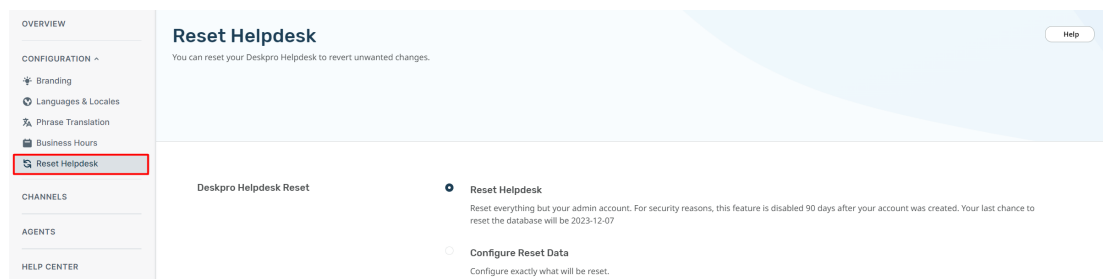 OVERVIEW
CONFIGURATION
Branding
Languages & Locales
Phrase Translation
Business Hours
Reset Helpdesk
CHANNELS
AGENTS
HELP CENTER
Reset Helpdesk
Help
You can reset your Deskpro Helpdesk to revert unwanted changes.
Deskpro Helpdesk Reset
Reset Helpdesk
Reset everything but your admin account. For security reasons, this feature is disabled 90 days after your account was created. Your last chance to
reset the database will be 2023-12-07
Configure Reset Data
Configure exactly what will be reset.